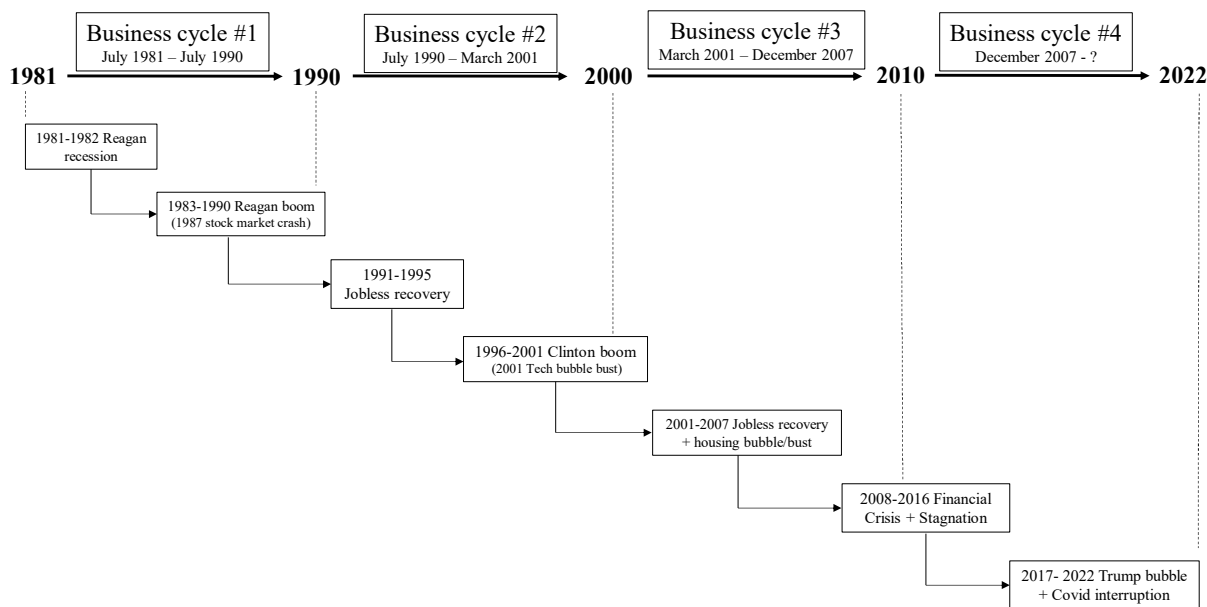 Business cycle #1
July 1981 – July 1990
Business cycle #2
July 1990 – March 2001
Business cycle #3
March 2001 – December 2007
Business cycle #4
December 2007 - ?
1981
1990
2000
2010
2022
1981-1982 Reagan
recession
1983-1990 Reagan boom
(1987 stock market crash)
1991-1995
Jobless recovery
1996-2001 Clinton boom
(2001 Tech bubble bust)
2001-2007 Jobless recovery
+ housing bubble/bust
2008-2016 Financial
Crisis + Stagnation
2017- 2022 Trump bubble
+ Covid interruption